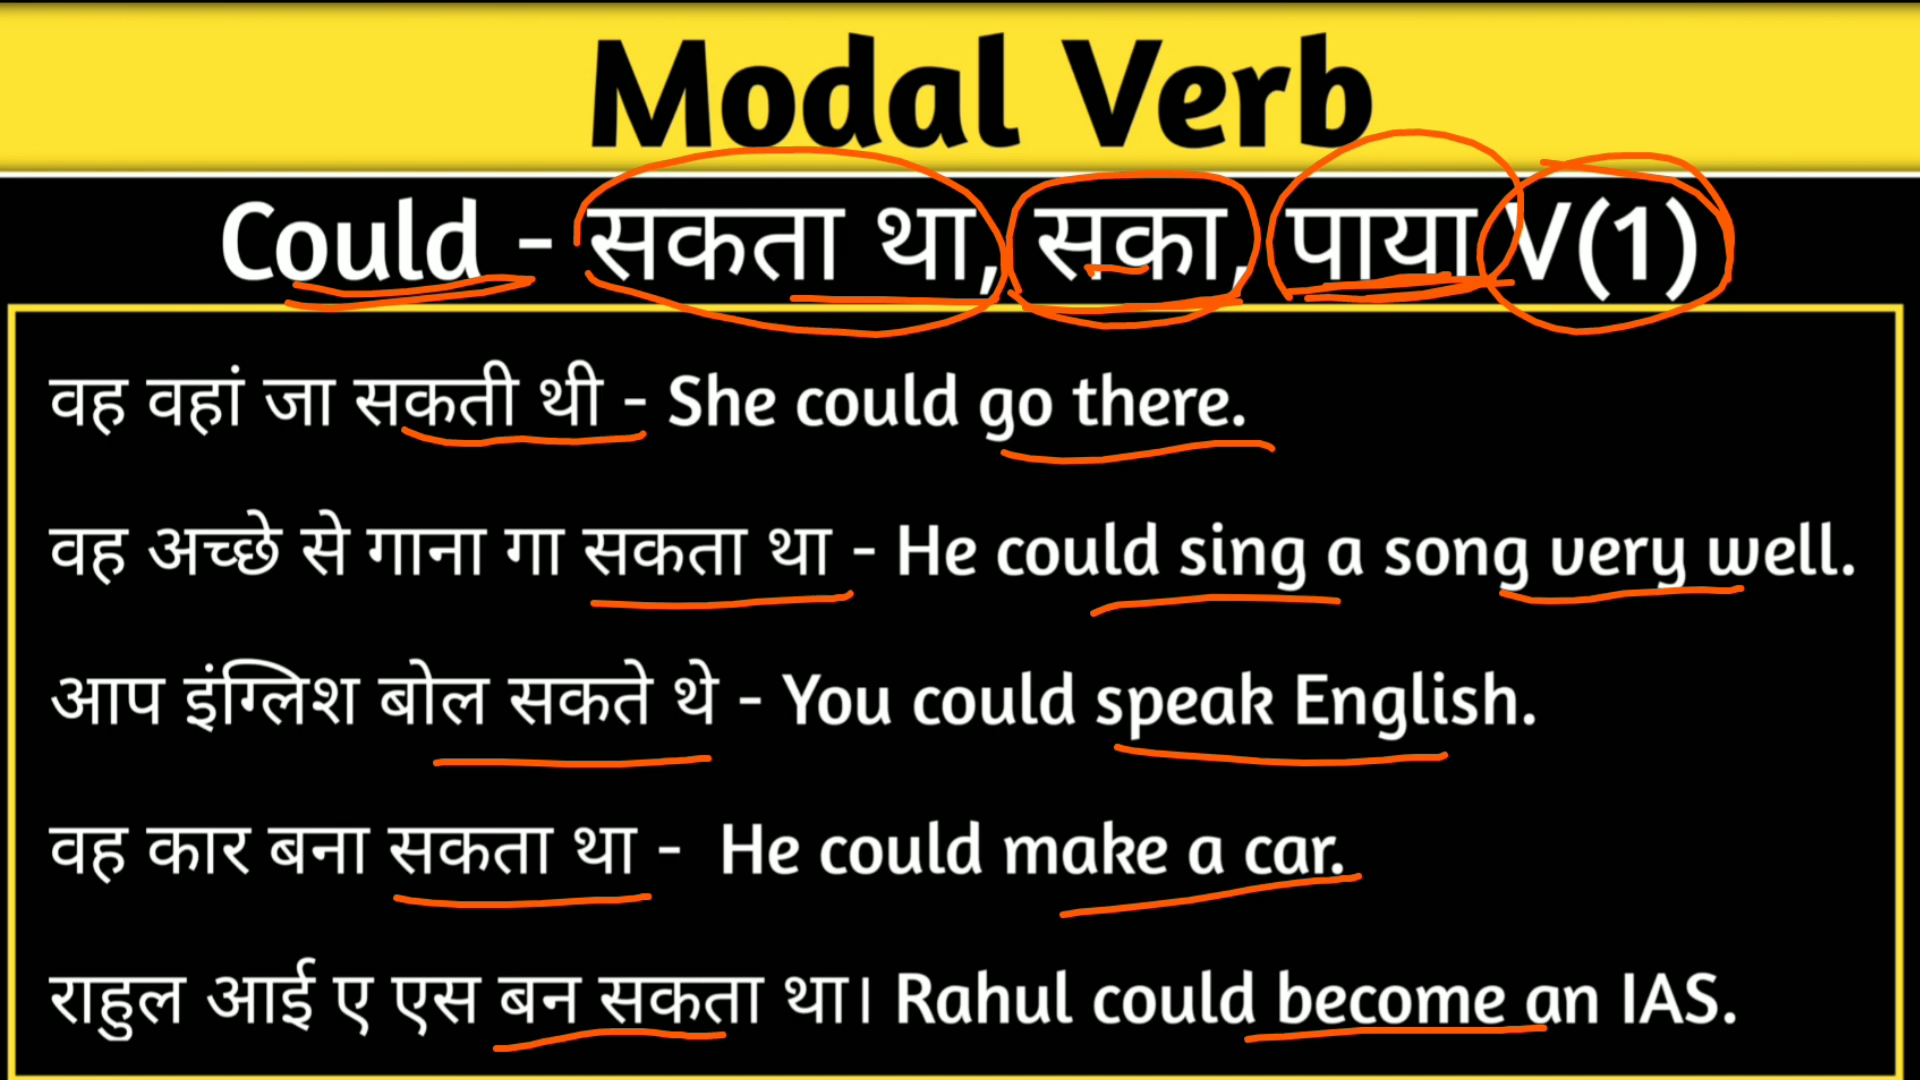 Modal Verb
Could - सकता था, सका, पाया V(1)
वह वहां जा सकती थी - She could go there.
वह अच्छे से गाना गा सकता था - He could sing a song very well.
आप इंग्लिश बोल सकते थे - You could speak English.
वह कार बना सकता था - He could make a car.
राहुल आई ए एस बन सकता था। Rahul could become an IAS.